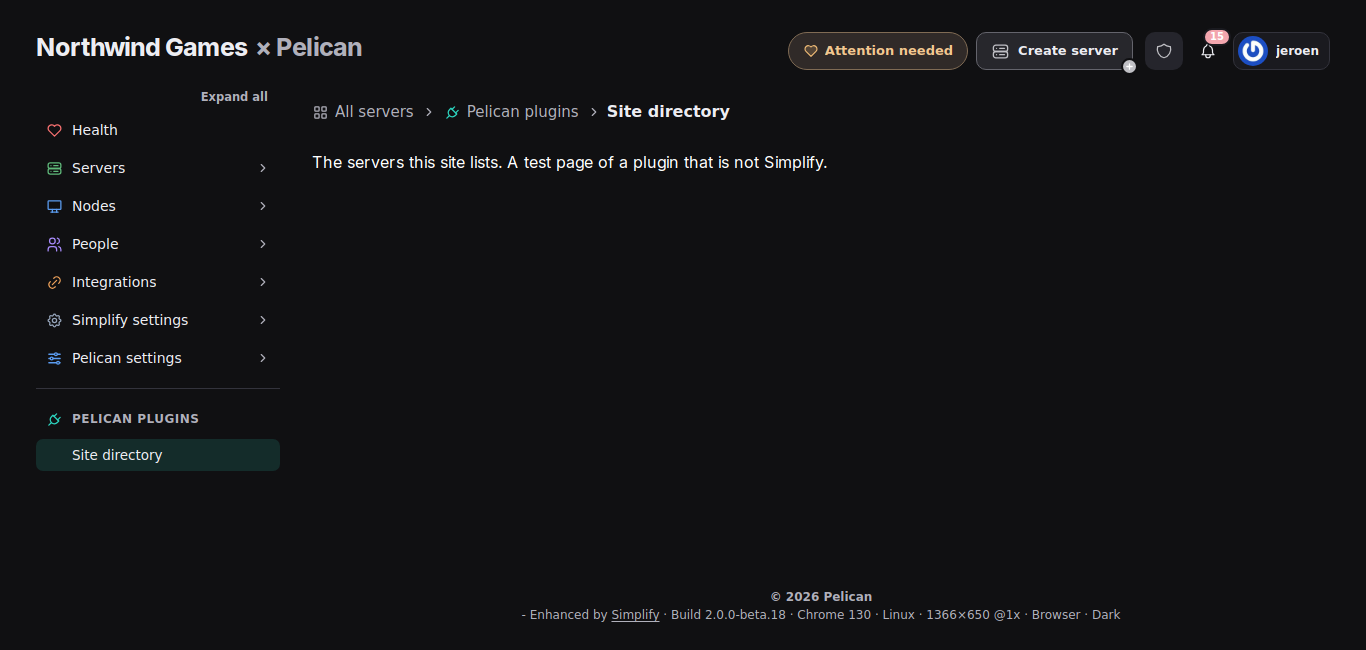 Northwind Games × Pelican
Attention needed
Create server
15
jeroen
Expand all
Health
Servers
Nodes
People
Integrations
Simplify settings
Pelican settings
PELICAN PLUGINS
Site directory
All servers > Pelican plugins > Site directory
The servers this site lists. A test page of a plugin that is not Simplify.
© 2026 Pelican
- Enhanced by Simplify · Build 2.0.0-beta.18 · Chrome 130 · Linux · 1366×650 @1x · Browser · Dark